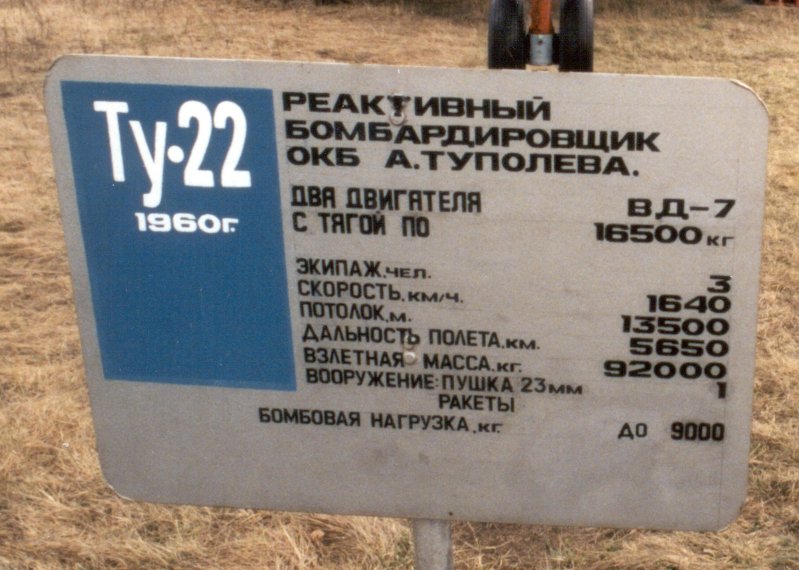 Ту-22
1960г.
РЕАКТИВНЫЙ
БОМБАРДИРОВЩИК
ОКБ А.ТУПОЛЕВА.
ДВА ДВИГАТЕЛЯ ВД-7
С ТЯГОЙ ПО 16500 кг
ЭКИПАЖ.чел. 3
СКОРОСТЬ.км/ч. 1640
ПОТОЛОК.м. 13500
ДАЛЬНОСТЬ ПОЛЕТА.км. 5650
ВЗЛЕТНАЯ МАССА.кг. 92000
ВООРУЖЕНИЕ: ПУШКА 23мм 1
РАКЕТЫ
БОМБОВАЯ НАГРУЗКА.кг. до 9000